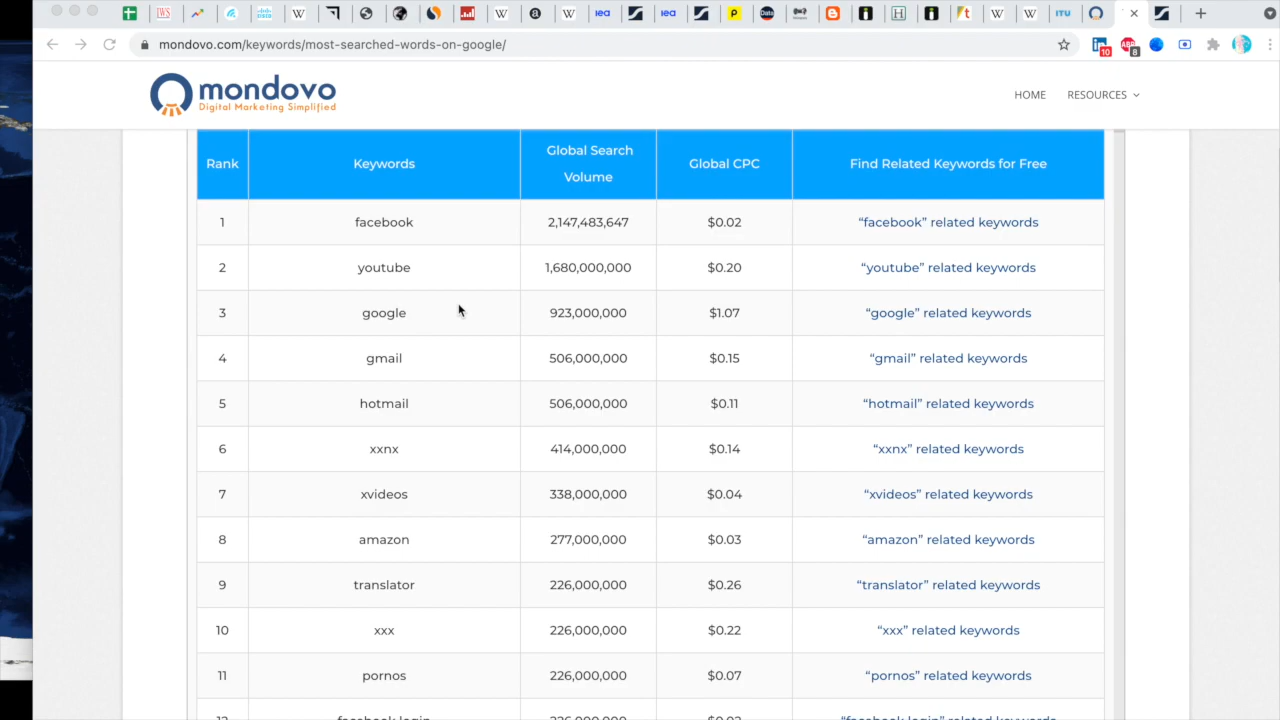 iea
iea
Data
ITU
mondovo.com/keywords/most-searched-words-on-google/
10
ABP
8
mondovo
Digital Marketing Simplified
HOME
RESOURCES
Rank Keywords Global Search Volume Global CPC Find Related Keywords for Free
1 facebook 2,147,483,647 $0.02 “facebook” related keywords
2 youtube 1,680,000,000 $0.20 “youtube” related keywords
3 google 923,000,000 $1.07 “google” related keywords
4 gmail 506,000,000 $0.15 “gmail” related keywords
5 hotmail 506,000,000 $0.11 “hotmail” related keywords
6 xxnx 414,000,000 $0.14 “xxnx” related keywords
7 xvideos 338,000,000 $0.04 “xvideos” related keywords
8 amazon 277,000,000 $0.03 “amazon” related keywords
9 translator 226,000,000 $0.26 “translator” related keywords
10 xxx 226,000,000 $0.22 “xxx” related keywords
11 pornos 226,000,000 $0.07 “pornos” related keywords